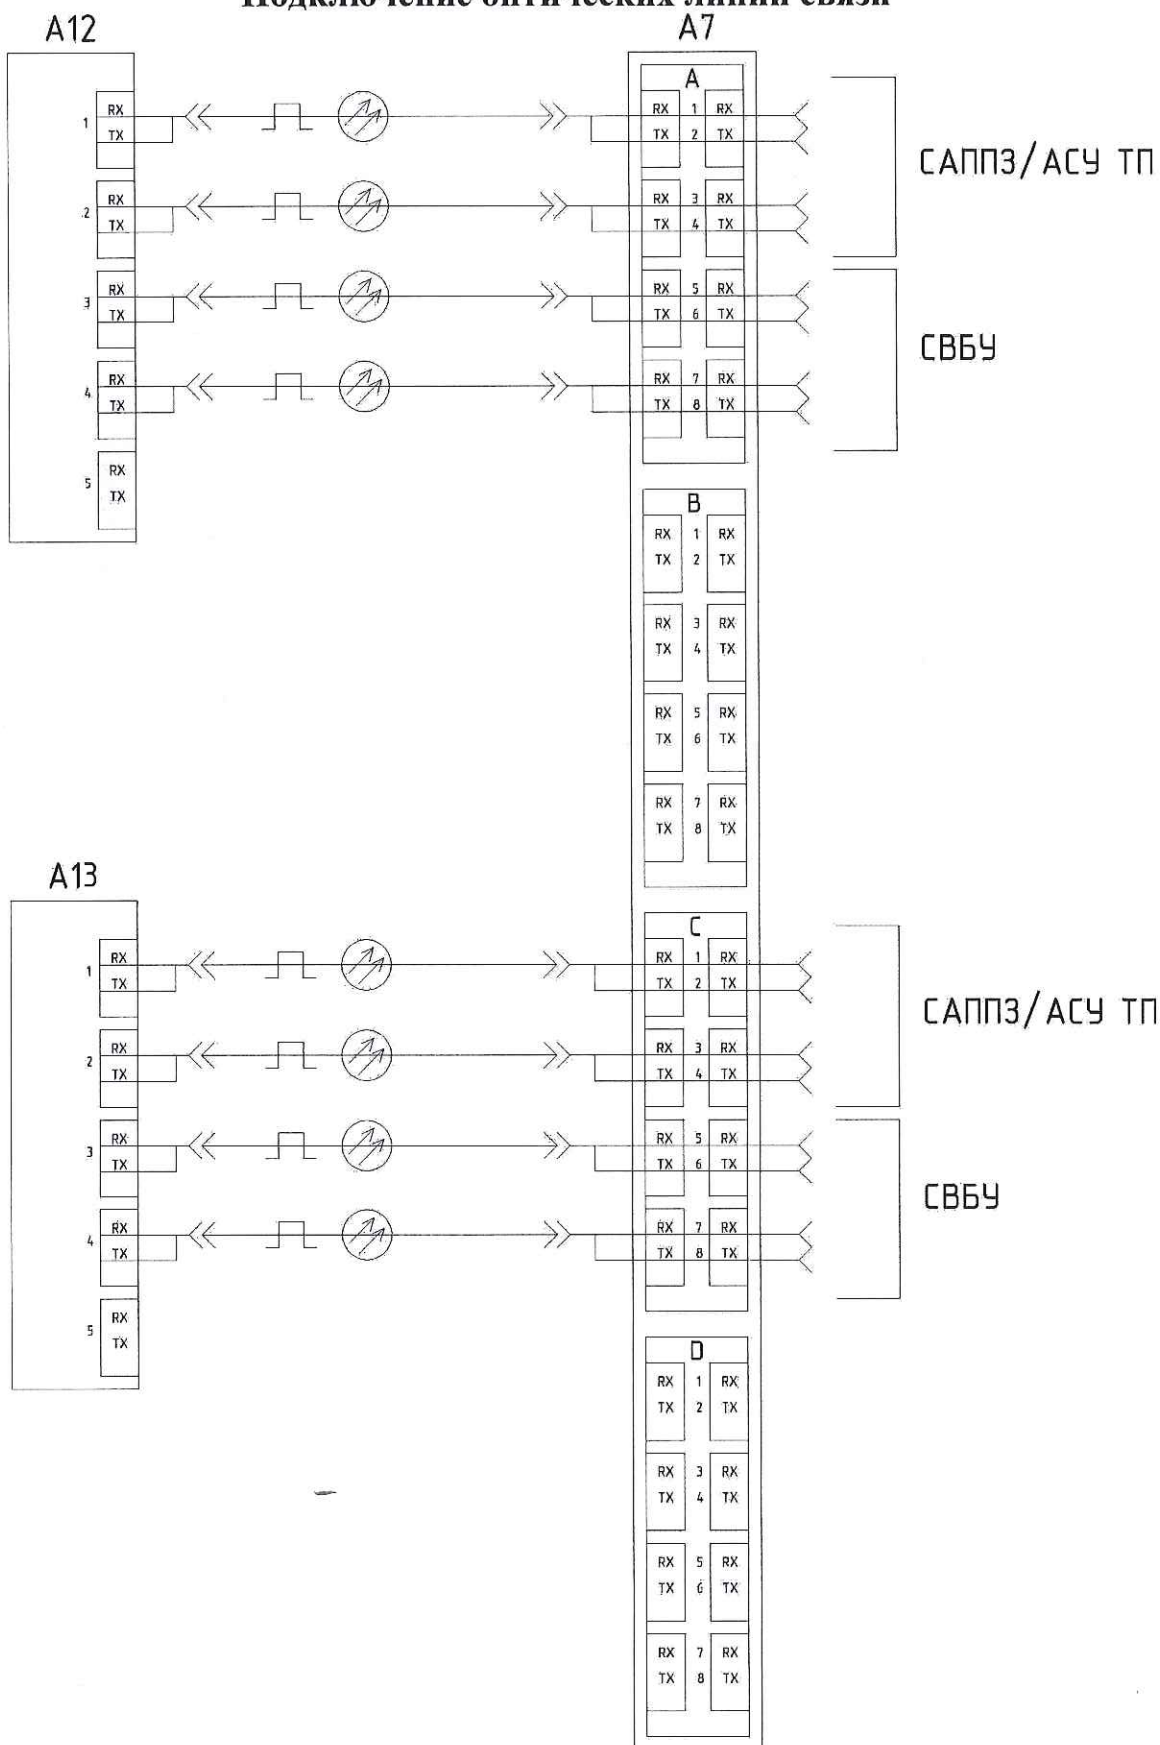 Подключение оптических линий связи
A12
1 RX
TX
2 RX
TX
3 RX
TX
4 RX
TX
5 RX
TX
A7
A
RX 1 RX
TX 2 TX
RX 3 RX
TX 4 TX
RX 5 RX
TX 6 TX
RX 7 RX
TX 8 TX
САППЗ/АСУ ТП
СВБУ
B
RX 1 RX
TX 2 TX
RX 3 RX
TX 4 TX
RX 5 RX
TX 6 TX
RX 7 RX
TX 8 TX
A13
1 RX
TX
2 RX
TX
3 RX
TX
4 RX
TX
5 RX
TX
C
RX 1 RX
TX 2 TX
RX 3 RX
TX 4 TX
RX 5 RX
TX 6 TX
RX 7 RX
TX 8 TX
САППЗ/АСУ ТП
СВБУ
D
RX 1 RX
TX 2 TX
RX 3 RX
TX 4 TX
RX 5 RX
TX 6 TX
RX 7 RX
TX 8 TX